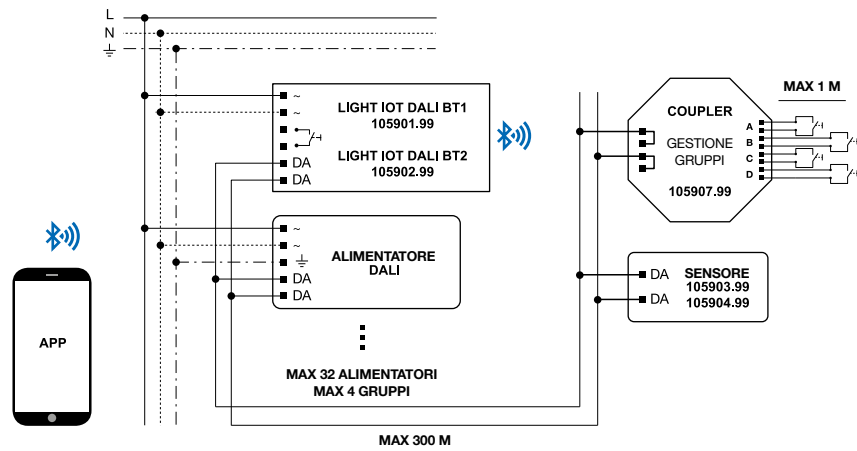 L
N
~
~
LIGHT IOT DALI BT1
105901.99
LIGHT IOT DALI BT2
105902.99
DA
DA
~
~
DA
DA
ALIMENTATORE
DALI
APP
MAX 32 ALIMENTATORI
MAX 4 GRUPPI
MAX 300 M
MAX 1 M
COUPLER
GESTIONE
GRUPPI
105907.99
A
B
C
D
DA
DA
SENSORE
105903.99
105904.99